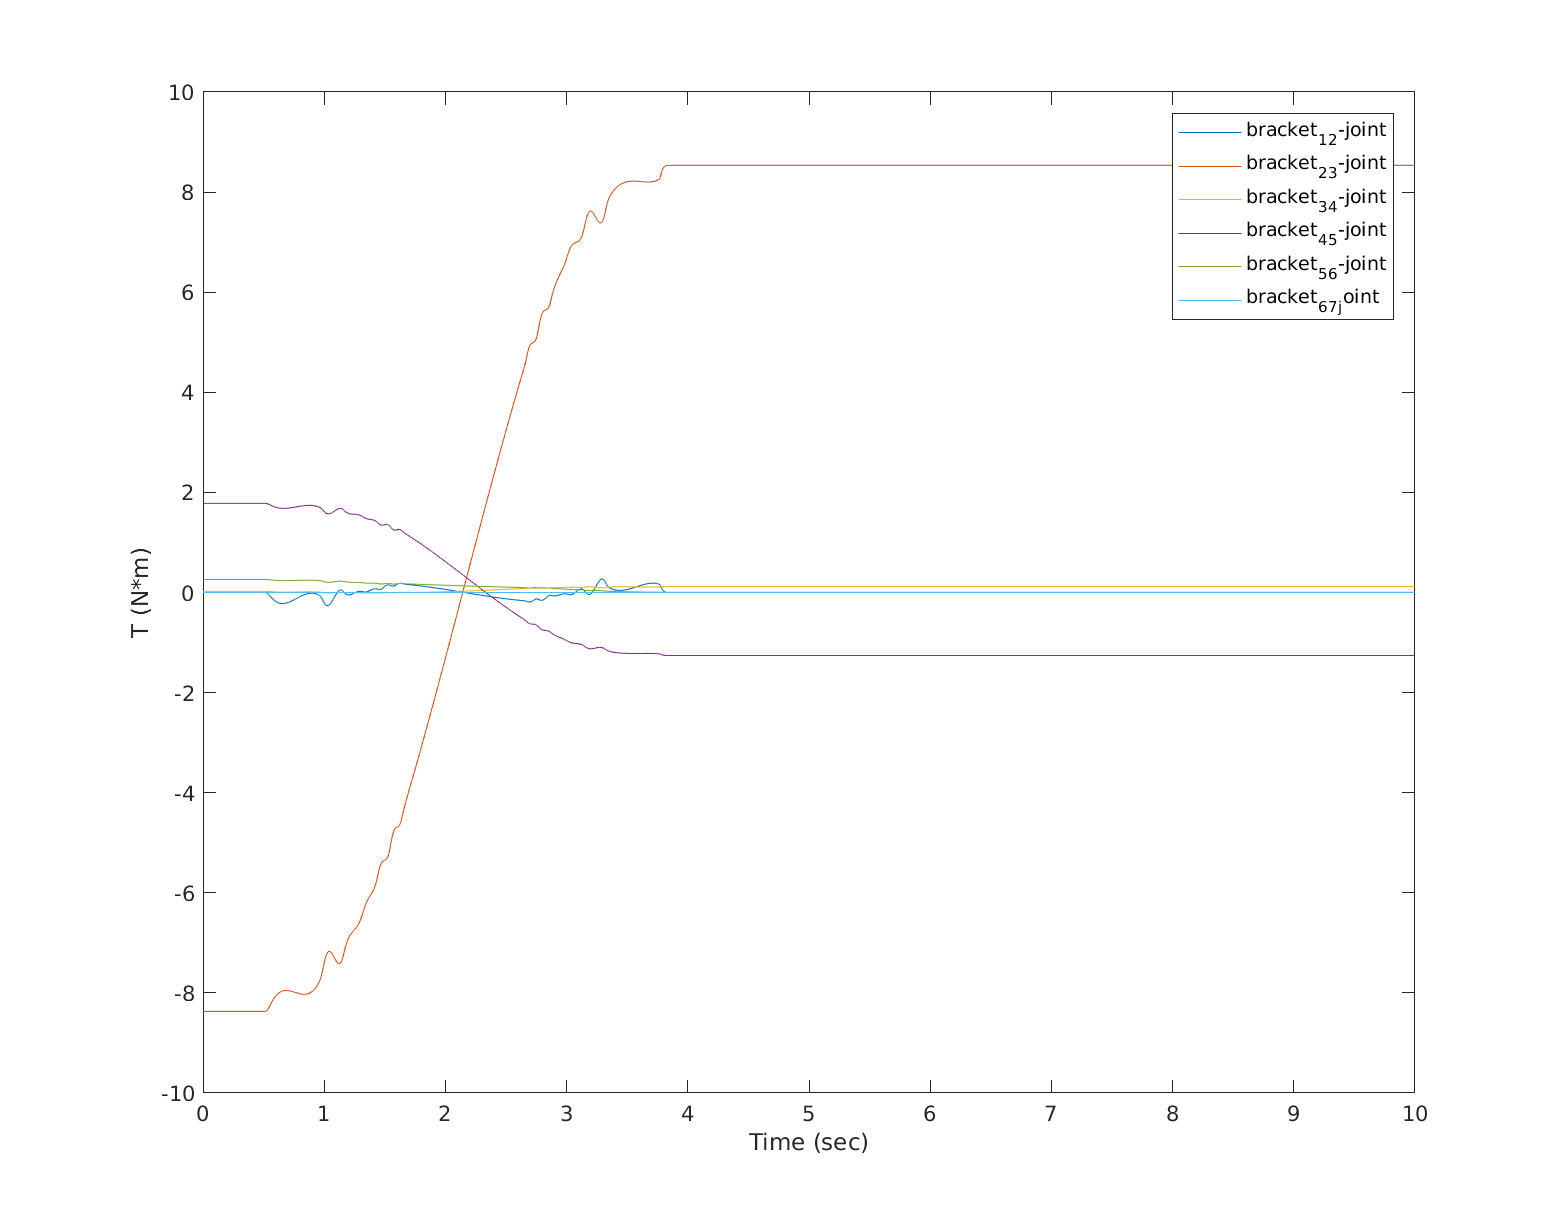 10
8
6
4
2
0
-2
-4
-6
-8
-10
T (N*m)
0 1 2 3 4 5 6 7 8 9 10
Time (sec)
bracket₁₂-joint
bracket₂₃-joint
bracket₃₄-joint
bracket₄₅-joint
bracket₅₆-joint
bracket₆₇ⱼoint